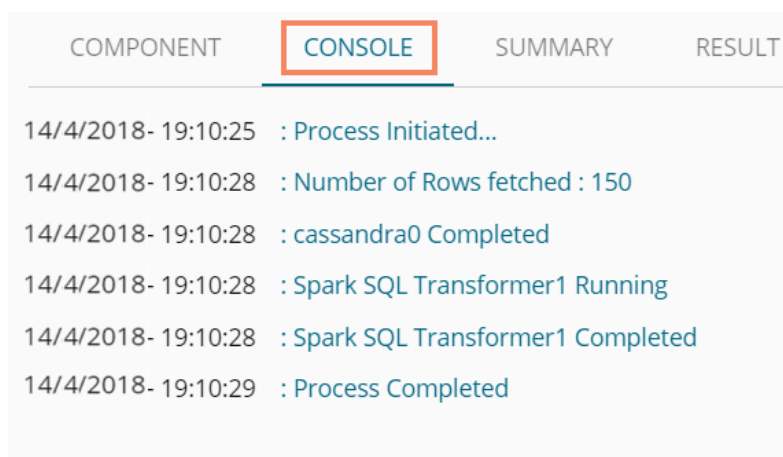 COMPONENT CONSOLE SUMMARY RESULT
14/4/2018- 19:10:25 : Process Initiated...
14/4/2018- 19:10:28 : Number of Rows fetched : 150
14/4/2018- 19:10:28 : cassandra0 Completed
14/4/2018- 19:10:28 : Spark SQL Transformer1 Running
14/4/2018- 19:10:28 : Spark SQL Transformer1 Completed
14/4/2018- 19:10:29 : Process Completed